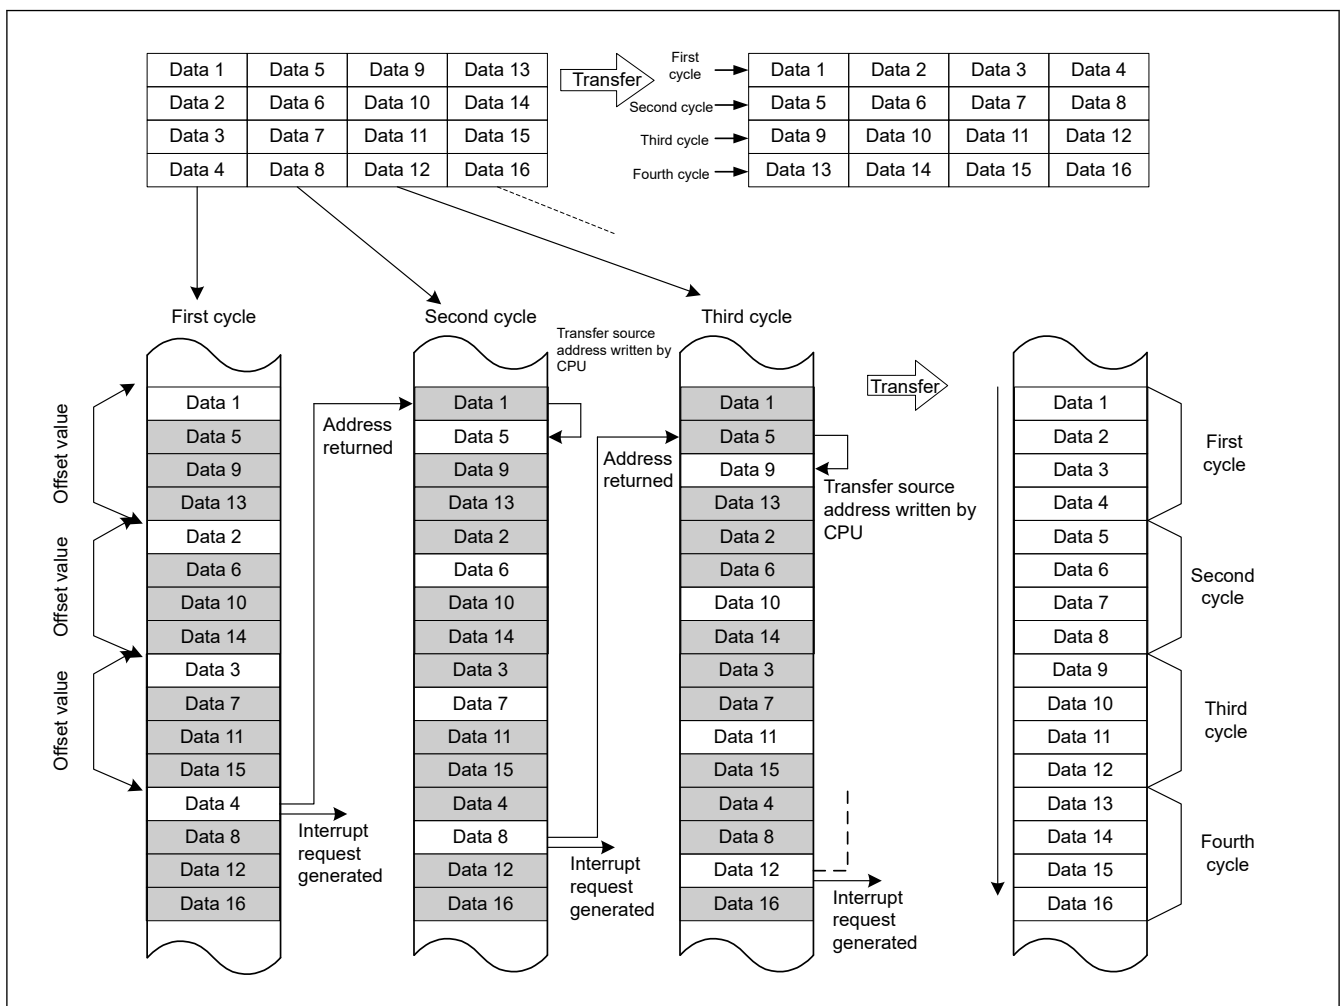 Data 1 Data 5 Data 9 Data 13
Data 2 Data 6 Data 10 Data 14
Data 3 Data 7 Data 11 Data 15
Data 4 Data 8 Data 12 Data 16
Transfer
First
cycle
Second cycle
Third cycle
Fourth cycle
Data 1 Data 2 Data 3 Data 4
Data 5 Data 6 Data 7 Data 8
Data 9 Data 10 Data 11 Data 12
Data 13 Data 14 Data 15 Data 16
First cycle
Offset value
Offset value
Offset value
Data 1
Data 5
Data 9
Data 13
Data 2
Data 6
Data 10
Data 14
Data 3
Data 7
Data 11
Data 15
Data 4
Data 8
Data 12
Data 16
Address
returned
Interrupt
request
generated
Second cycle
Transfer source
address written by
CPU
Data 1
Data 5
Data 9
Data 13
Data 2
Data 6
Data 10
Data 14
Data 3
Data 7
Data 11
Data 15
Data 4
Data 8
Data 12
Data 16
Address
returned
Interrupt
request
generated
Third cycle
Data 1
Data 5
Data 9
Data 13
Data 2
Data 6
Data 10
Data 14
Data 3
Data 7
Data 11
Data 15
Data 4
Data 8
Data 12
Data 16
Transfer source
address written by
CPU
Interrupt
request
generated
Transfer
Data 1
Data 2
Data 3
Data 4
Data 5
Data 6
Data 7
Data 8
Data 9
Data 10
Data 11
Data 12
Data 13
Data 14
Data 15
Data 16
First
cycle
Second
cycle
Third
cycle
Fourth
cycle